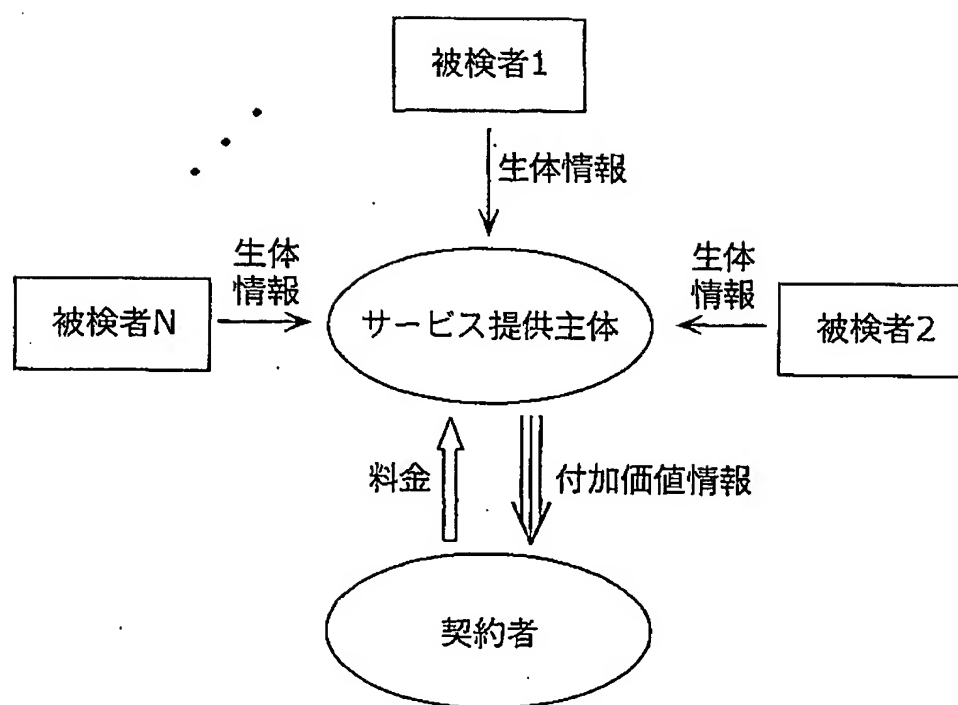 被検者1
生体情報
生体
情報
生体
情報
被検者N
サービス提供主体
被検者2
料金
付加価値情報
契約者